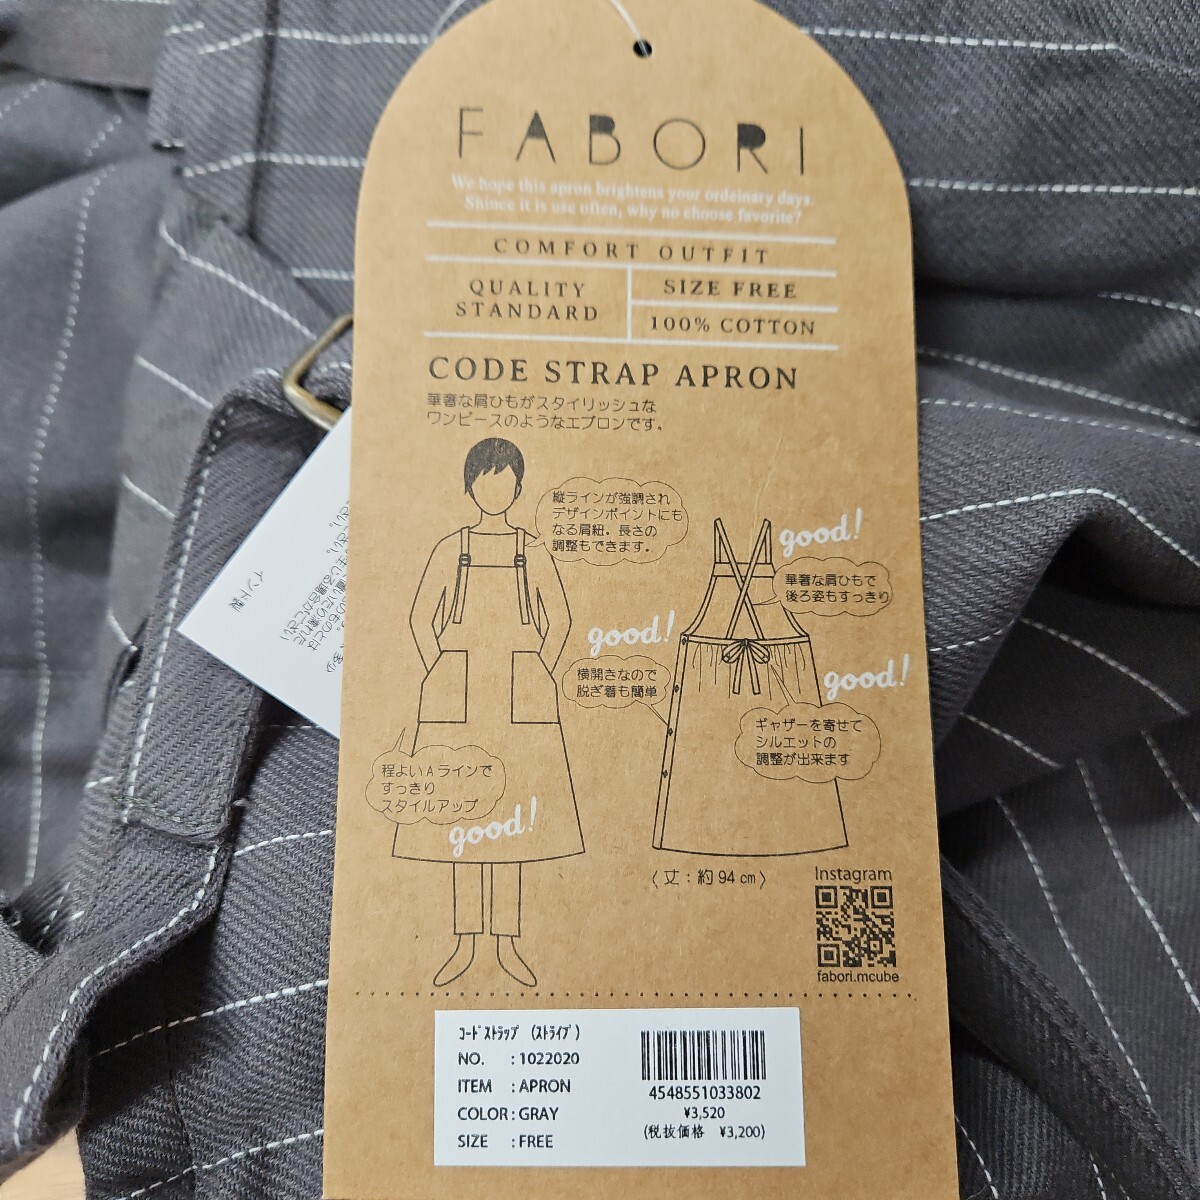 FABORI
We hope this apron brightens your ordeinary days.
Shince it is use often, why no choose favorite?
COMFORT OUTFIT
QUALITY
STANDARD
SIZE FREE
100% COTTON
CODE STRAP APRON
華奢な肩ひもがスタイリッシュな
ワンピースのようなエプロンです。
縦ラインが強調され
デザインポイントにも
なる肩紐。長さの
調整もできます。
good!
華奢な肩ひもで
後ろ姿もすっきり
good!
横開きなので
脱ぎ着も簡単
good!
ギャザーを寄せて
シルエットの
調整が出来ます
程よいAラインで
すっきり
スタイルアップ
good!
〈丈:約94㎝〉
Instagram
fabori.mcube
コードストラップ (ストライプ)
NO. : 1022020
ITEM : APRON
COLOR : GRAY
SIZE : FREE
4548551033802
¥3,520
(税抜価格 ¥3,200)
インド製